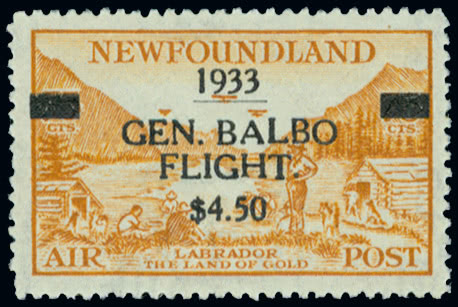 NEWFOUNDLAND
1933
CTS. CTS.
GEN. BALBO
FLIGHT.
$4.50
AIR LABRADOR POST
THE LAND OF GOLD